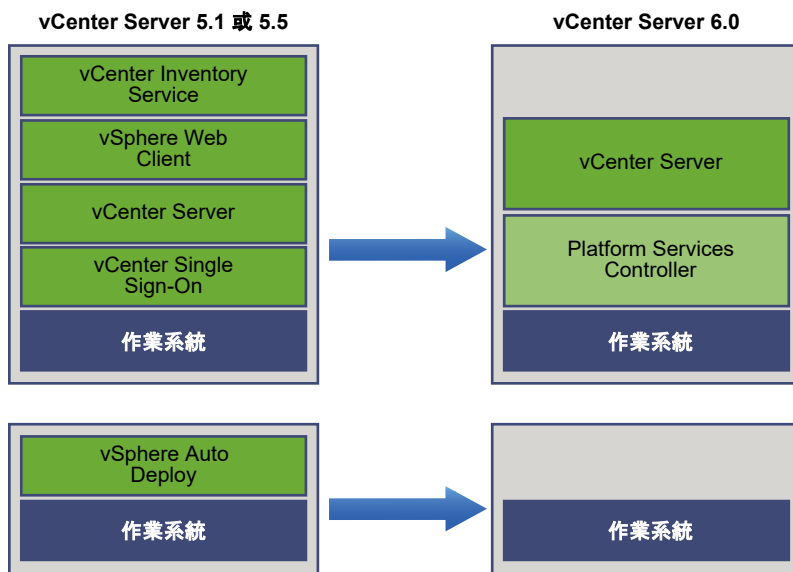 vCenter Server 5.1 或 5.5
vCenter Inventory
Service
vSphere Web
Client
vCenter Server
vCenter Single
Sign-On
作業系統
vCenter Server 6.0
vCenter Server
Platform Services
Controller
作業系統
vSphere Auto
Deploy
作業系統
作業系統